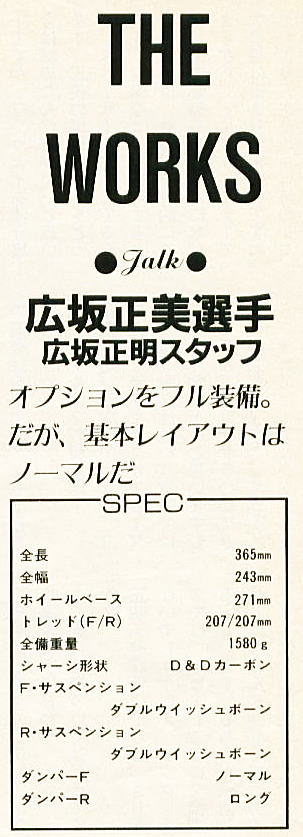 THE
WORKS
●Talk●
広坂正美選手
広坂正明スタッフ
オプションをフル装備。
だが、基本レイアウトは
ノーマルだ
SPEC
全長 365mm
全幅 243mm
ホイールベース 271mm
トレッド(F/R) 207/207mm
全備重量 1580g
シャーシ形状 D&Dカーボン
F・サスペンション
ダブルウイッシュボーン
R・サスペンション
ダブルウイッシュボーン
ダンパーF ノーマル
ダンパーR ロング